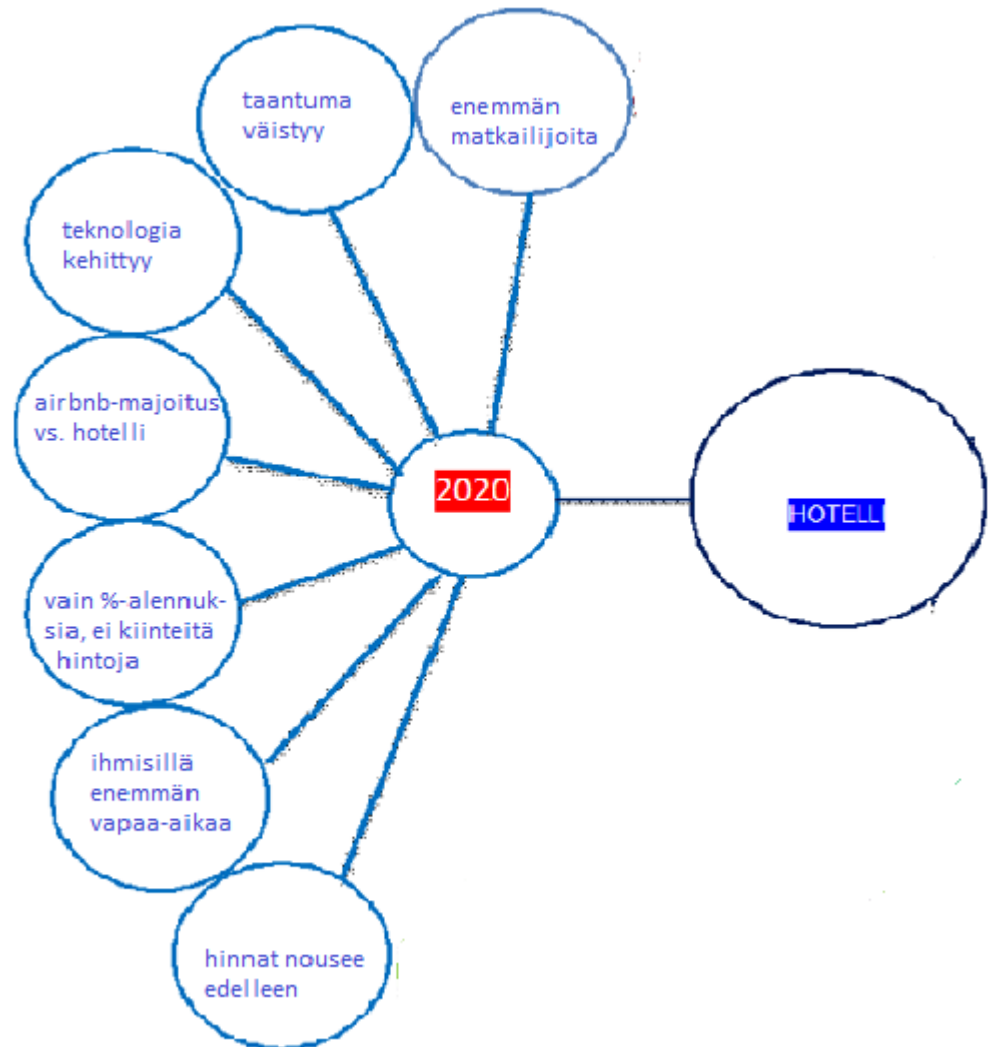 taantuma
väistyy
enemmän
matkailijoita
teknologia
kehittyy
airbnb-majoitus
vs. hotelli
2020
HOTELLI
vain %-alennuk-
sia, ei kiinteitä
hintoja
ihmisillä
enemmän
vapaa-aikaa
hinnat nousee
edelleen